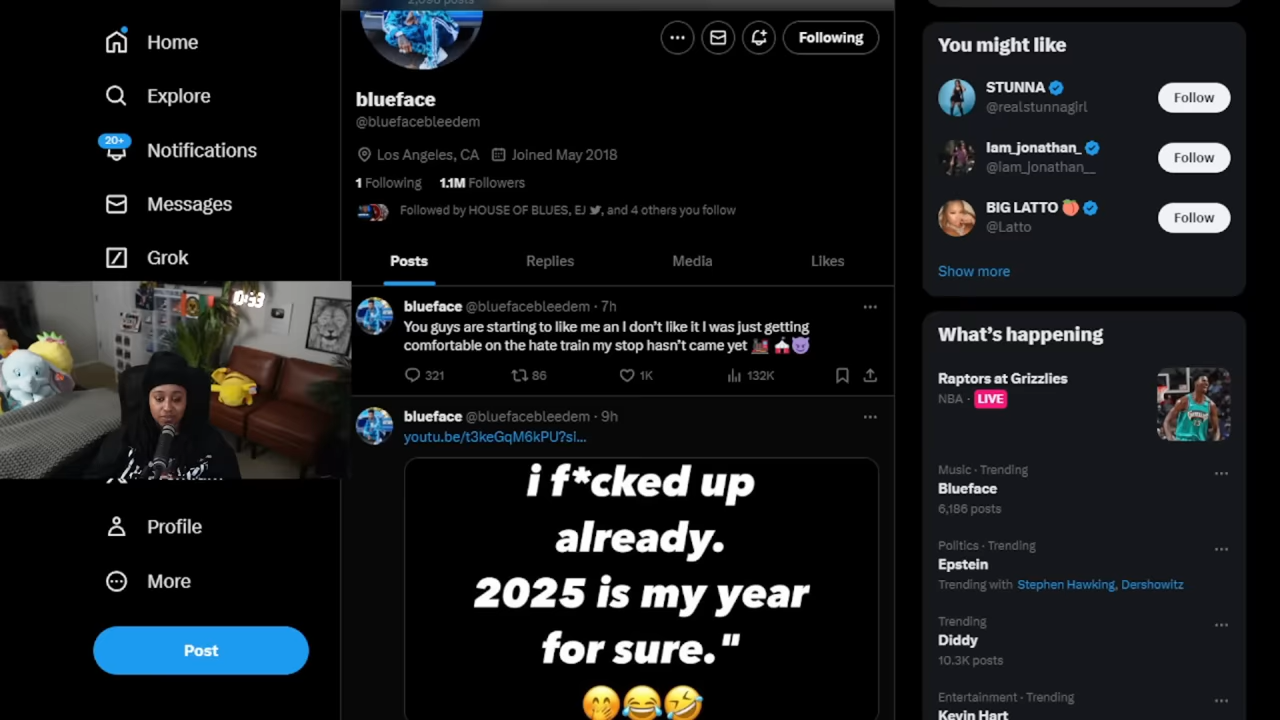 Home
Explore
20+
Notifications
Messages
Grok
Profile
More
Post
Following
blueface
@bluefacebleedem
Los Angeles, CA Joined May 2018
1 Following 1.1M Followers
Followed by HOUSE OF BLUES, EJ, and 4 others you follow
Posts Replies Media Likes
blueface @bluefacebleedem · 7h
You guys are starting to like me an I don't like it I was just getting
comfortable on the hate train my stop hasn't came yet 🚂 🎪😈
321 86 1K 132K
blueface @bluefacebleedem · 9h
youtu.be/t3keGqM6kPU?si...
i f*cked up
already.
2025 is my year
for sure."
🤭😂🤣
You might like
STUNNA
@realstunnagirl
Follow
Iam_jonathan_
@Iam_jonathan__
Follow
BIG LATTO 🍑
@Latto
Follow
Show more
What's happening
Raptors at Grizzlies
NBA · LIVE
Music · Trending
Blueface
6,186 posts
Politics · Trending
Epstein
Trending with Stephen Hawking, Dershowitz
Trending
Diddy
10.3K posts
Entertainment · Trending
Kevin Hart